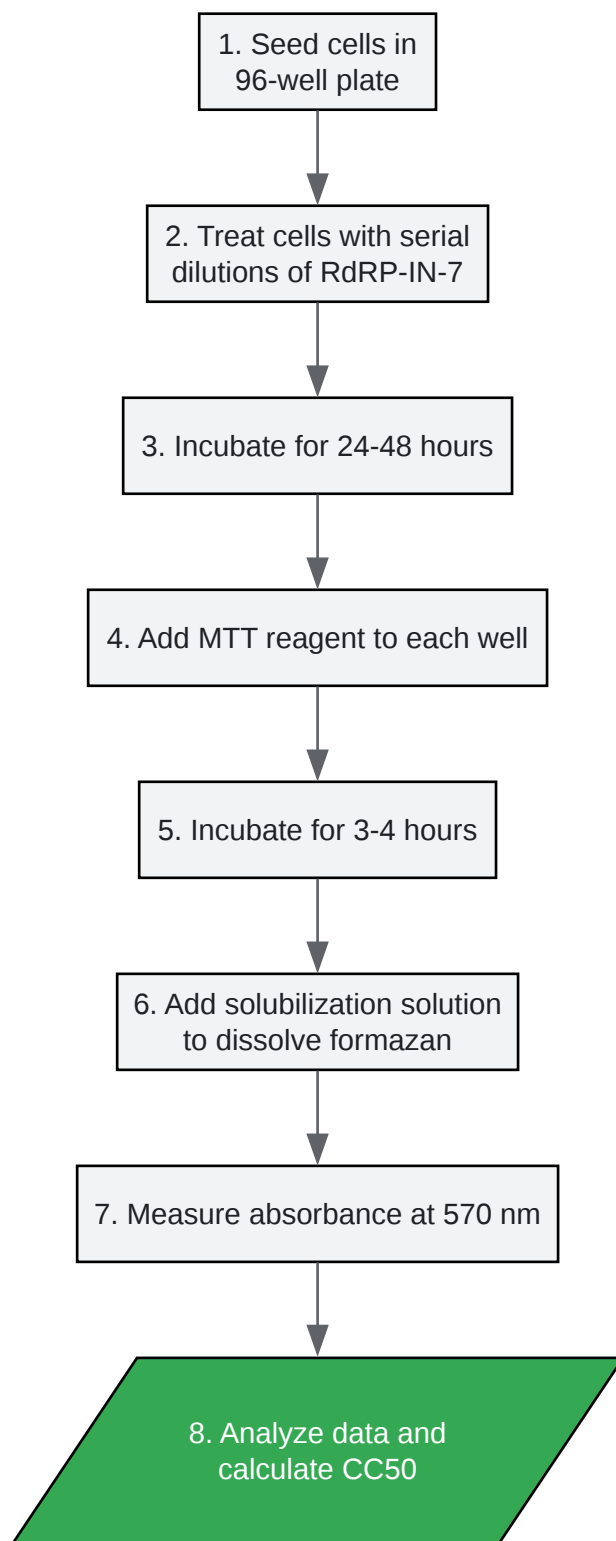 1. Seed cells in
96-well plate
2. Treat cells with serial
dilutions of RdRP-IN-7
3. Incubate for 24-48 hours
4. Add MTT reagent to each well
5. Incubate for 3-4 hours
6. Add solubilization solution
to dissolve formazan
7. Measure absorbance at 570 nm
8. Analyze data and
calculate CC50